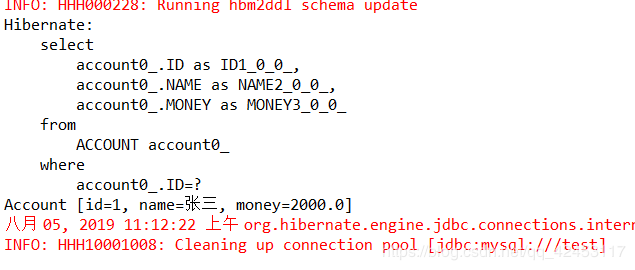 INFO: HHH000228: Running hbm2ddl schema update
Hibernate:
    select
        account0_.ID as ID1_0_0_,
        account0_.NAME as NAME2_0_0_,
        account0_.MONEY as MONEY3_0_0_
    from
        ACCOUNT account0_
    where
        account0_.ID=?
Account [id=1, name=张三, money=2000.0]
八月 05, 2019 11:12:22 上午 org.hibernate.engine.jdbc.connections.inter
INFO: HHH10001008: Cleaning up connection pool [jdbc:mysql:///test]